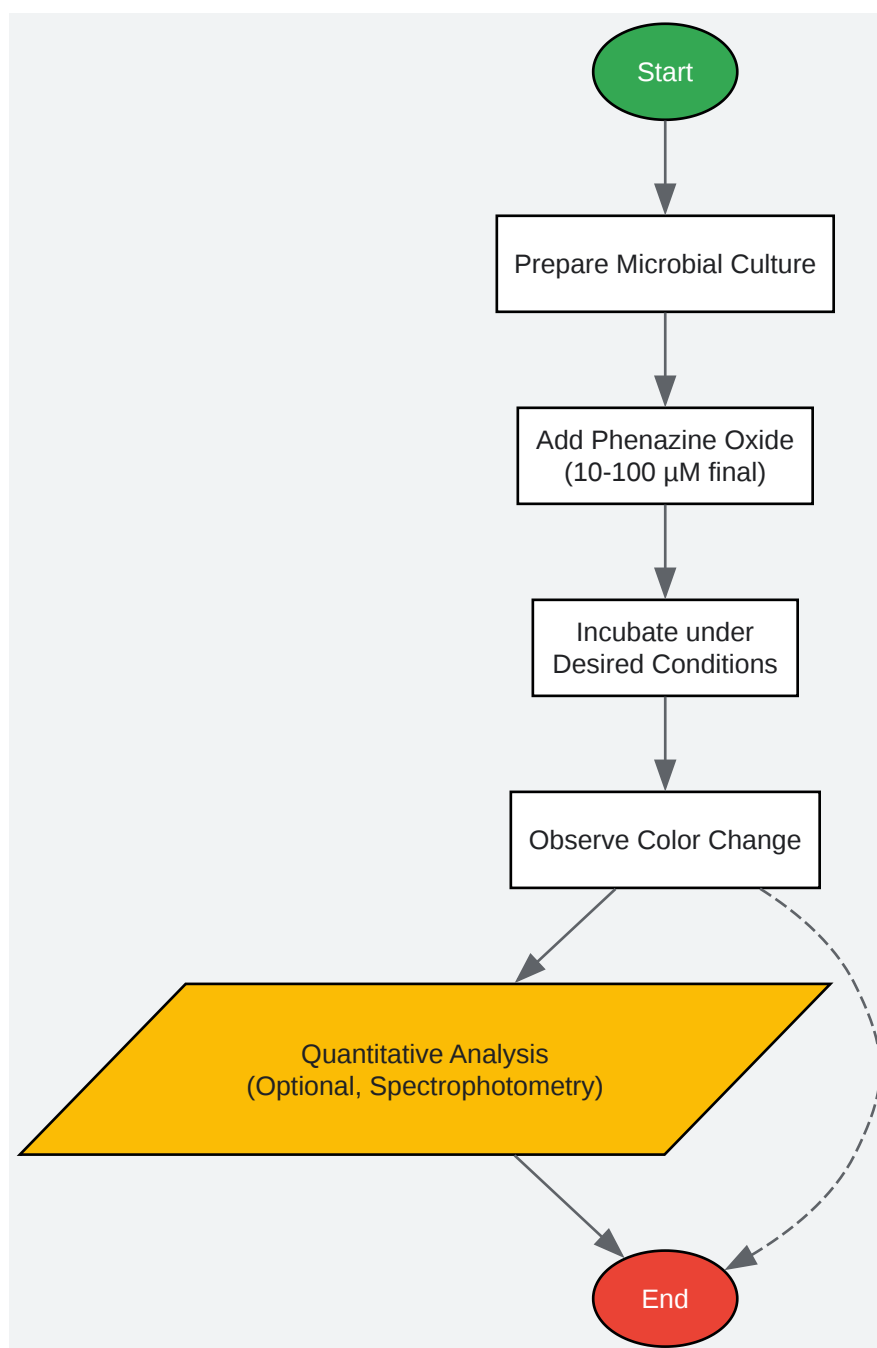 Start
Prepare Microbial Culture
Add Phenazine Oxide
(10-100 µM final)
Incubate under
Desired Conditions
Observe Color Change
Quantitative Analysis
(Optional, Spectrophotometry)
End